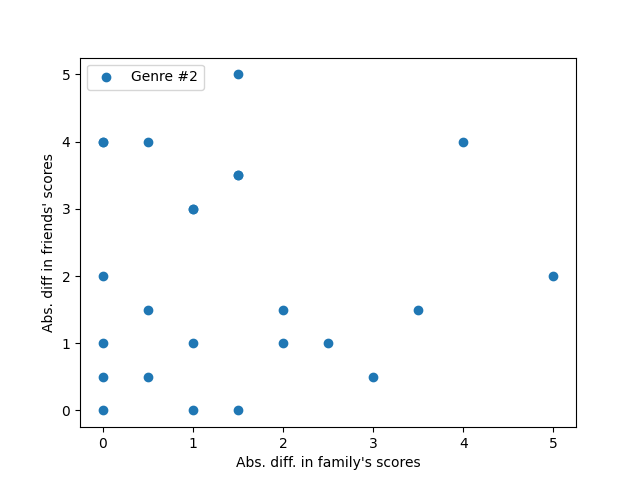 Genre #2
5
4
3
2
1
0
Abs. diff in friends' scores
0 1 2 3 4 5
Abs. diff. in family's scores